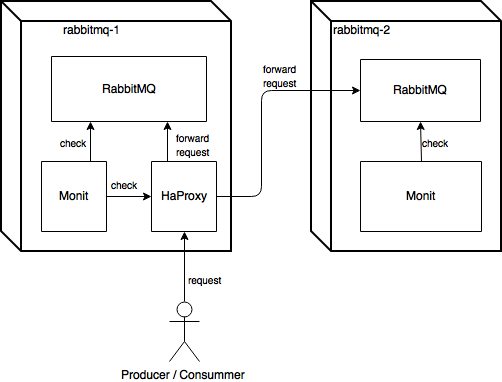 rabbitmq-1
rabbitmq-2
forward
request
RabbitMQ
RabbitMQ
check
forward
request
check
Monit
check
HaProxy
Monit
request
Producer / Consummer